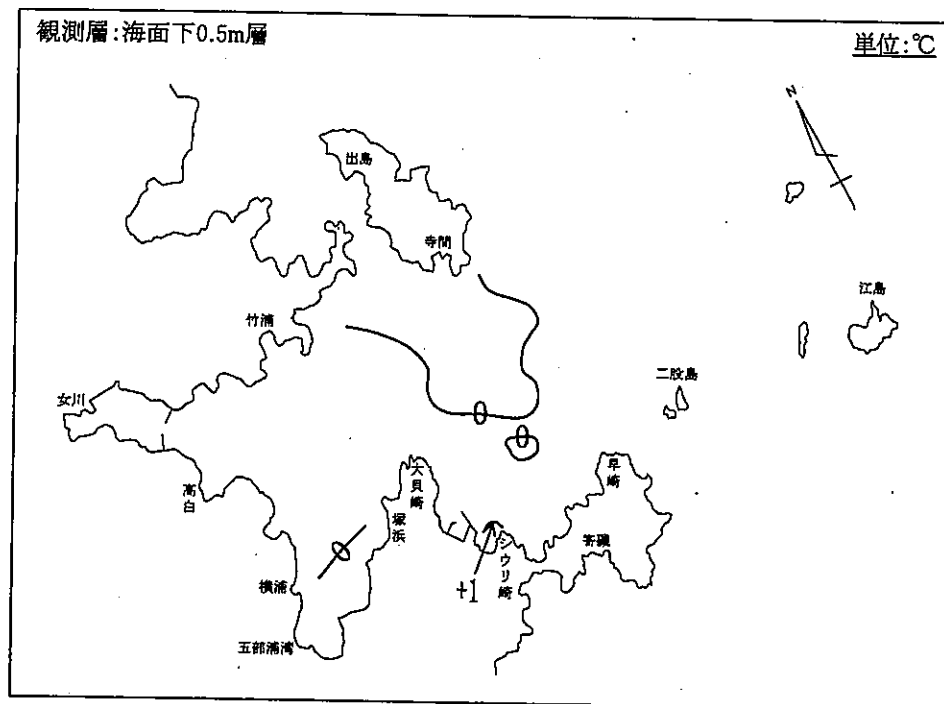 観測層:海面下0.5m層
単位:℃
N
出島
寺間
江島
竹浦
二股島
女川
0
0
大貝崎
早崎
高白
塚浜
0
寄磯
シウリ崎
横浦
+1
五部浦湾